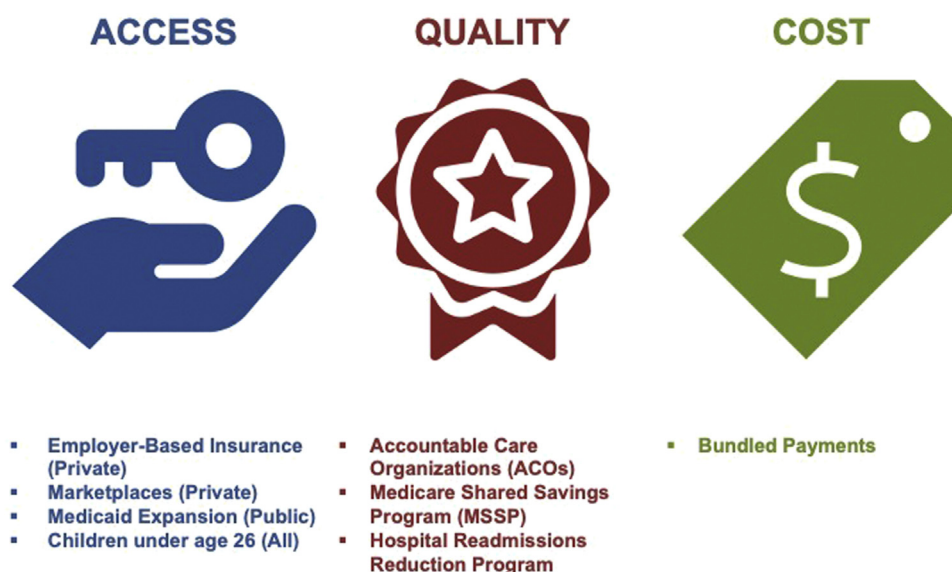 ACCESS
QUALITY
COST
$
▪ Employer-Based Insurance
(Private)
▪ Marketplaces (Private)
▪ Medicaid Expansion (Public)
▪ Children under age 26 (All)
▪ Accountable Care
Organizations (ACOs)
▪ Medicare Shared Savings
Program (MSSP)
▪ Hospital Readmissions
Reduction Program
▪ Bundled Payments